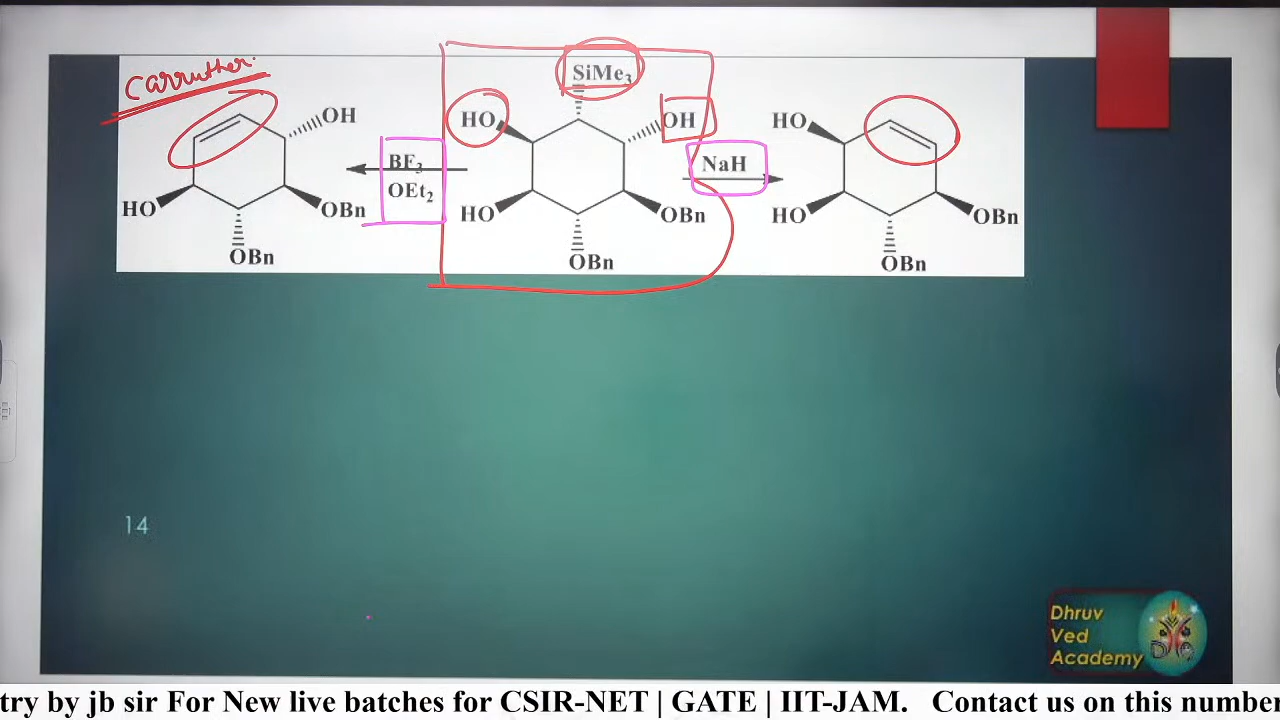 Carruther.
SiMe3
OH
HO
OH
HO
BF3
OEt2
NaH
HO
OBn
HO
OBn
HO
OBn
OBn
OBn
OBn
14
Dhruv
Ved
Academy
try by jb sir For New live batches for CSIR-NET | GATE | IIT-JAM. Contact us on this number